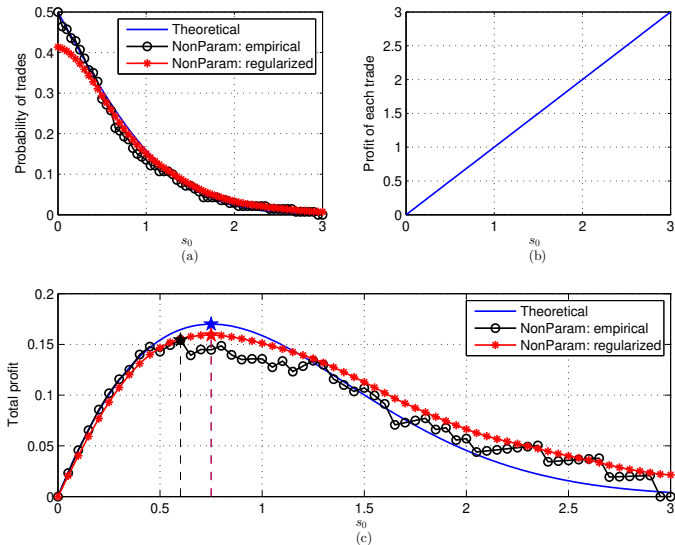 0.5
0.4
0.3
0.2
0.1
0
Probability of trades
0
1
2
3
s0
(a)
Theoretical
NonParam: empirical
NonParam: regularized
3
2.5
2
1.5
1
0.5
0
Profit of each trade
0
1
2
3
s0
(b)
0.2
0.15
0.1
0.05
0
Total profit
0
0.5
1
1.5
2
2.5
3
s0
(c)
Theoretical
NonParam: empirical
NonParam: regularized